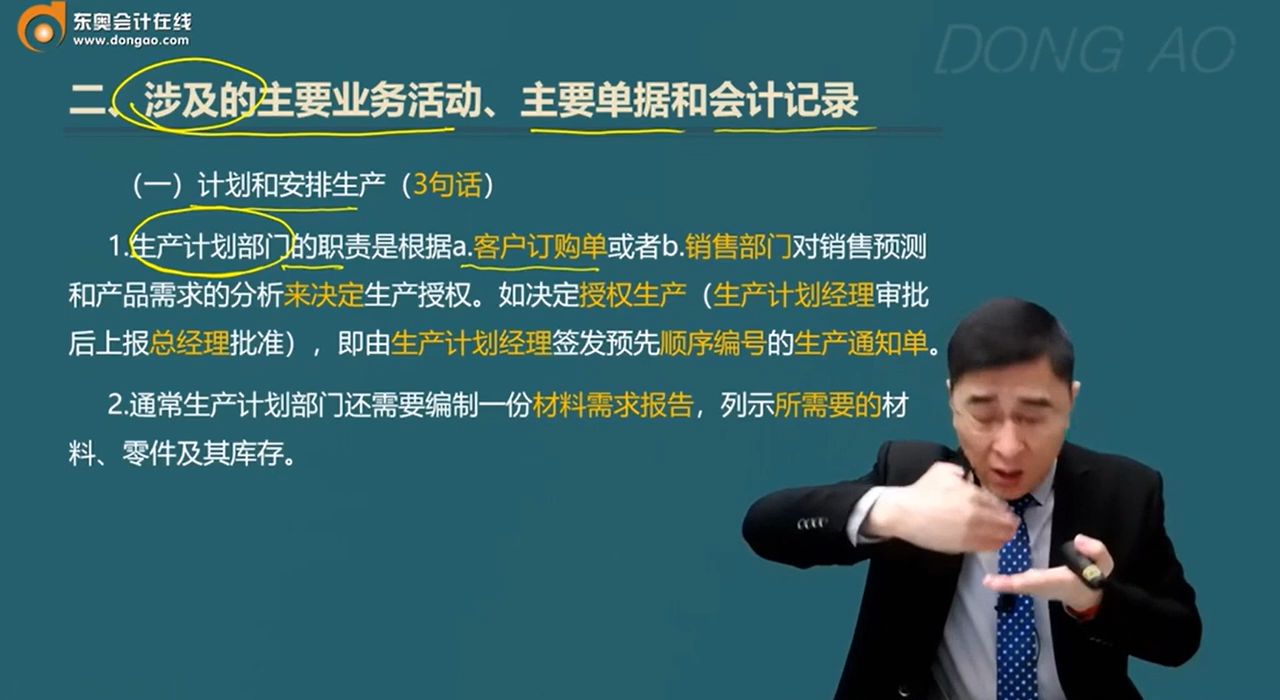 东奥会计在线
www.dongao.com
DONG AO
二、涉及的主要业务活动、主要单据和会计记录
（一）计划和安排生产（3句话）
1.生产计划部门的职责是根据a.客户订购单或者b.销售部门对销售预测
和产品需求的分析来决定生产授权。如决定授权生产（生产计划经理审批
后上报总经理批准），即由生产计划经理签发预先顺序编号的生产通知单。
2.通常生产计划部门还需要编制一份材料需求报告，列示所需要的材
料、零件及其库存。